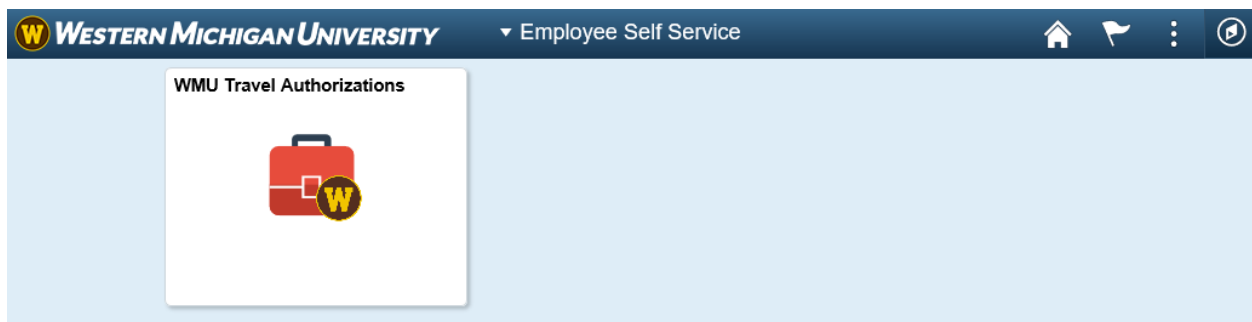 W WESTERN MICHIGAN UNIVERSITY
Employee Self Service
WMU Travel Authorizations
W